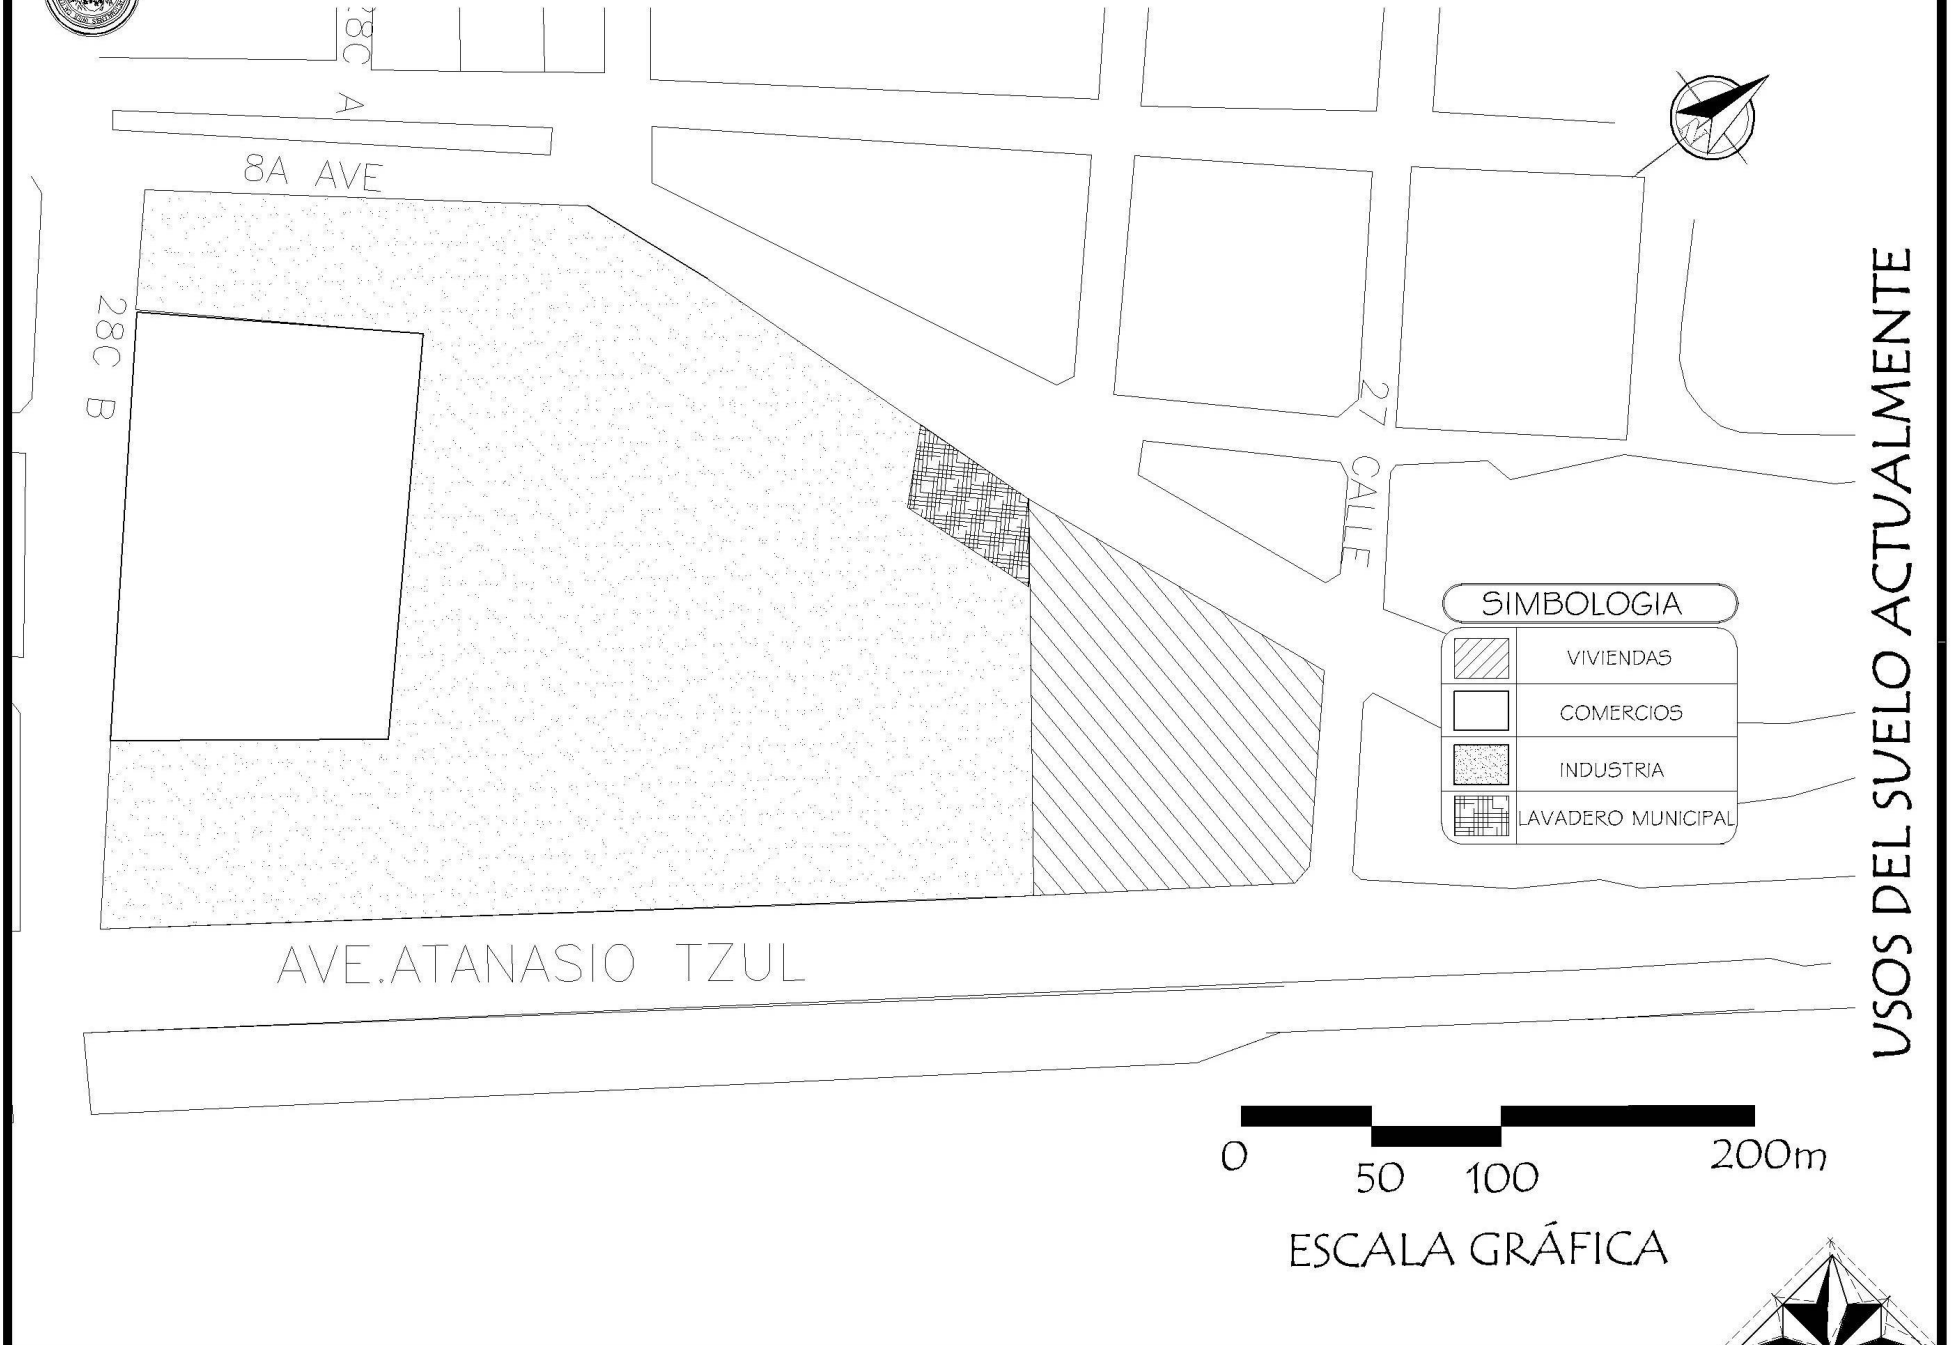 28C A
8A AVE
28C B
27 CALLE
SIMBOLOGIA
VIVIENDAS
COMERCIOS
INDUSTRIA
LAVADERO MUNICIPAL
USOS DEL SUELO ACTUALMENTE
AVE.ATANASIO TZUL
0 50 100 200m
ESCALA GRÁFICA